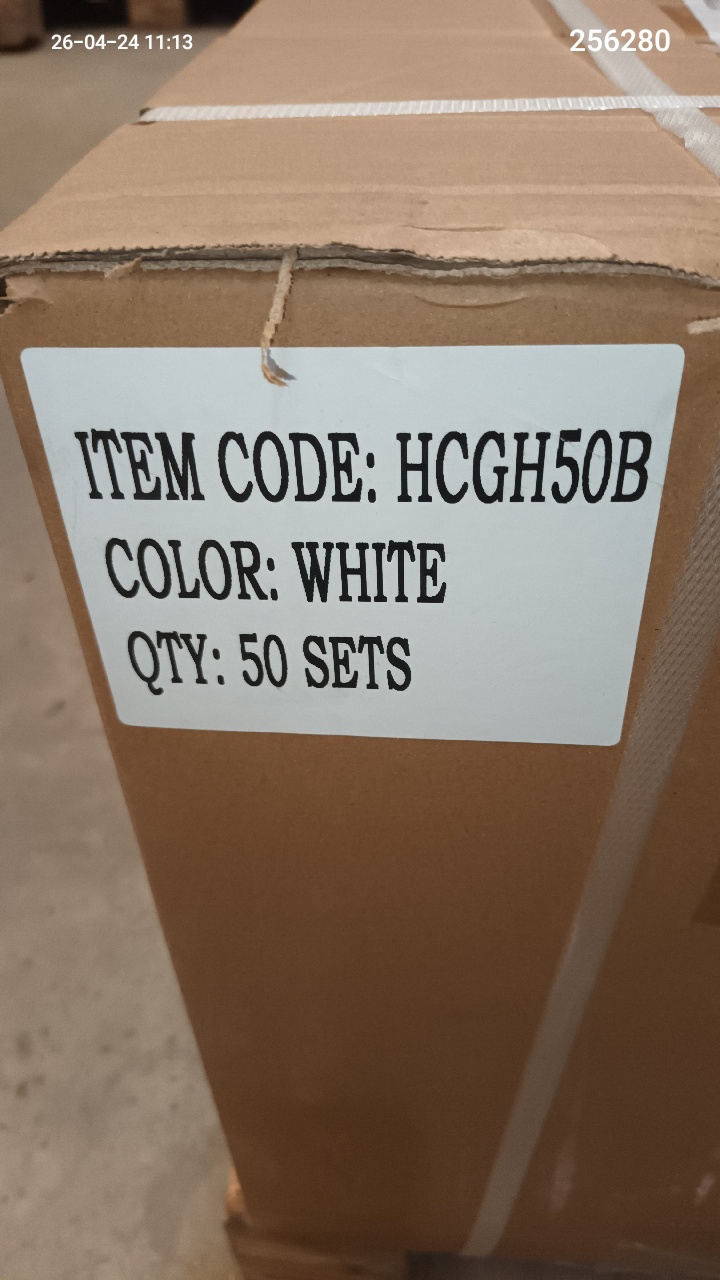 26-04-24 11:13
256280
ITEM CODE: HCGH50B
COLOR: WHITE
QTY: 50 SETS